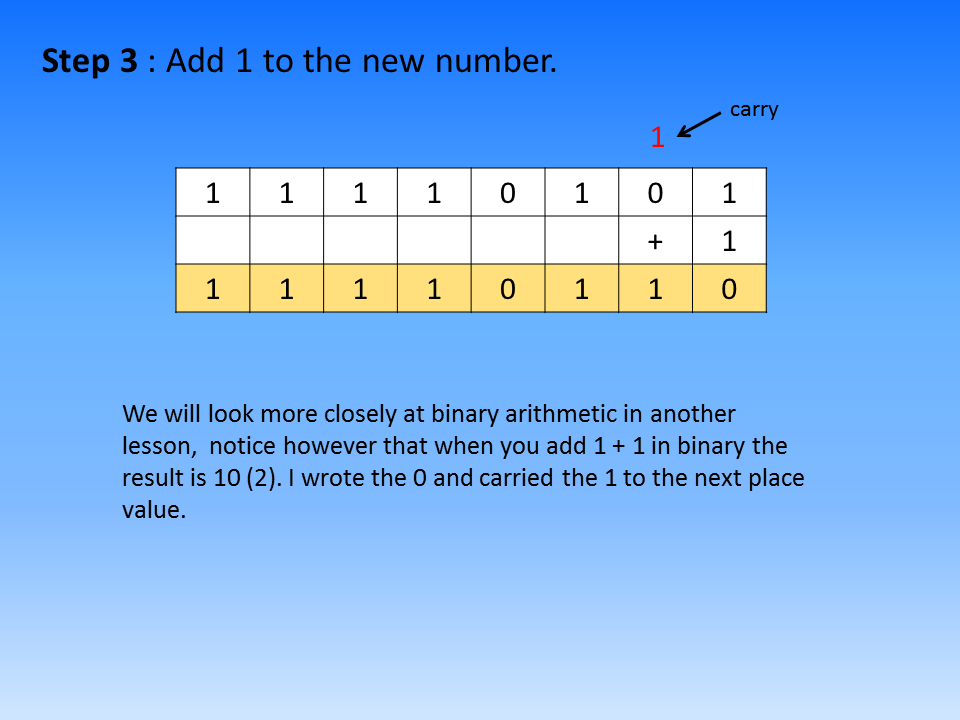 Step 3 : Add 1 to the new number.
carry
1
1 1 1 1 0 1 0 1
+ 1
1 1 1 1 0 1 1 0
We will look more closely at binary arithmetic in another
lesson, notice however that when you add 1 + 1 in binary the
result is 10 (2). I wrote the 0 and carried the 1 to the next place
value.